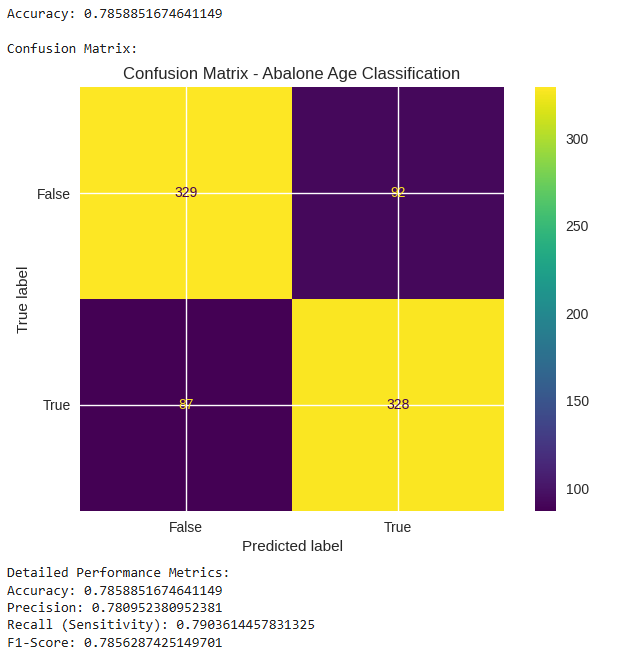 Accuracy: 0.7858851674641149
Confusion Matrix:
Confusion Matrix - Abalone Age Classification
329 92
False
87 328
True
True label
False True
Predicted label
300
250
200
150
100
Detailed Performance Metrics:
Accuracy: 0.7858851674641149
Precision: 0.780952380952381
Recall (Sensitivity): 0.7903614457831325
F1-Score: 0.7856287425149701